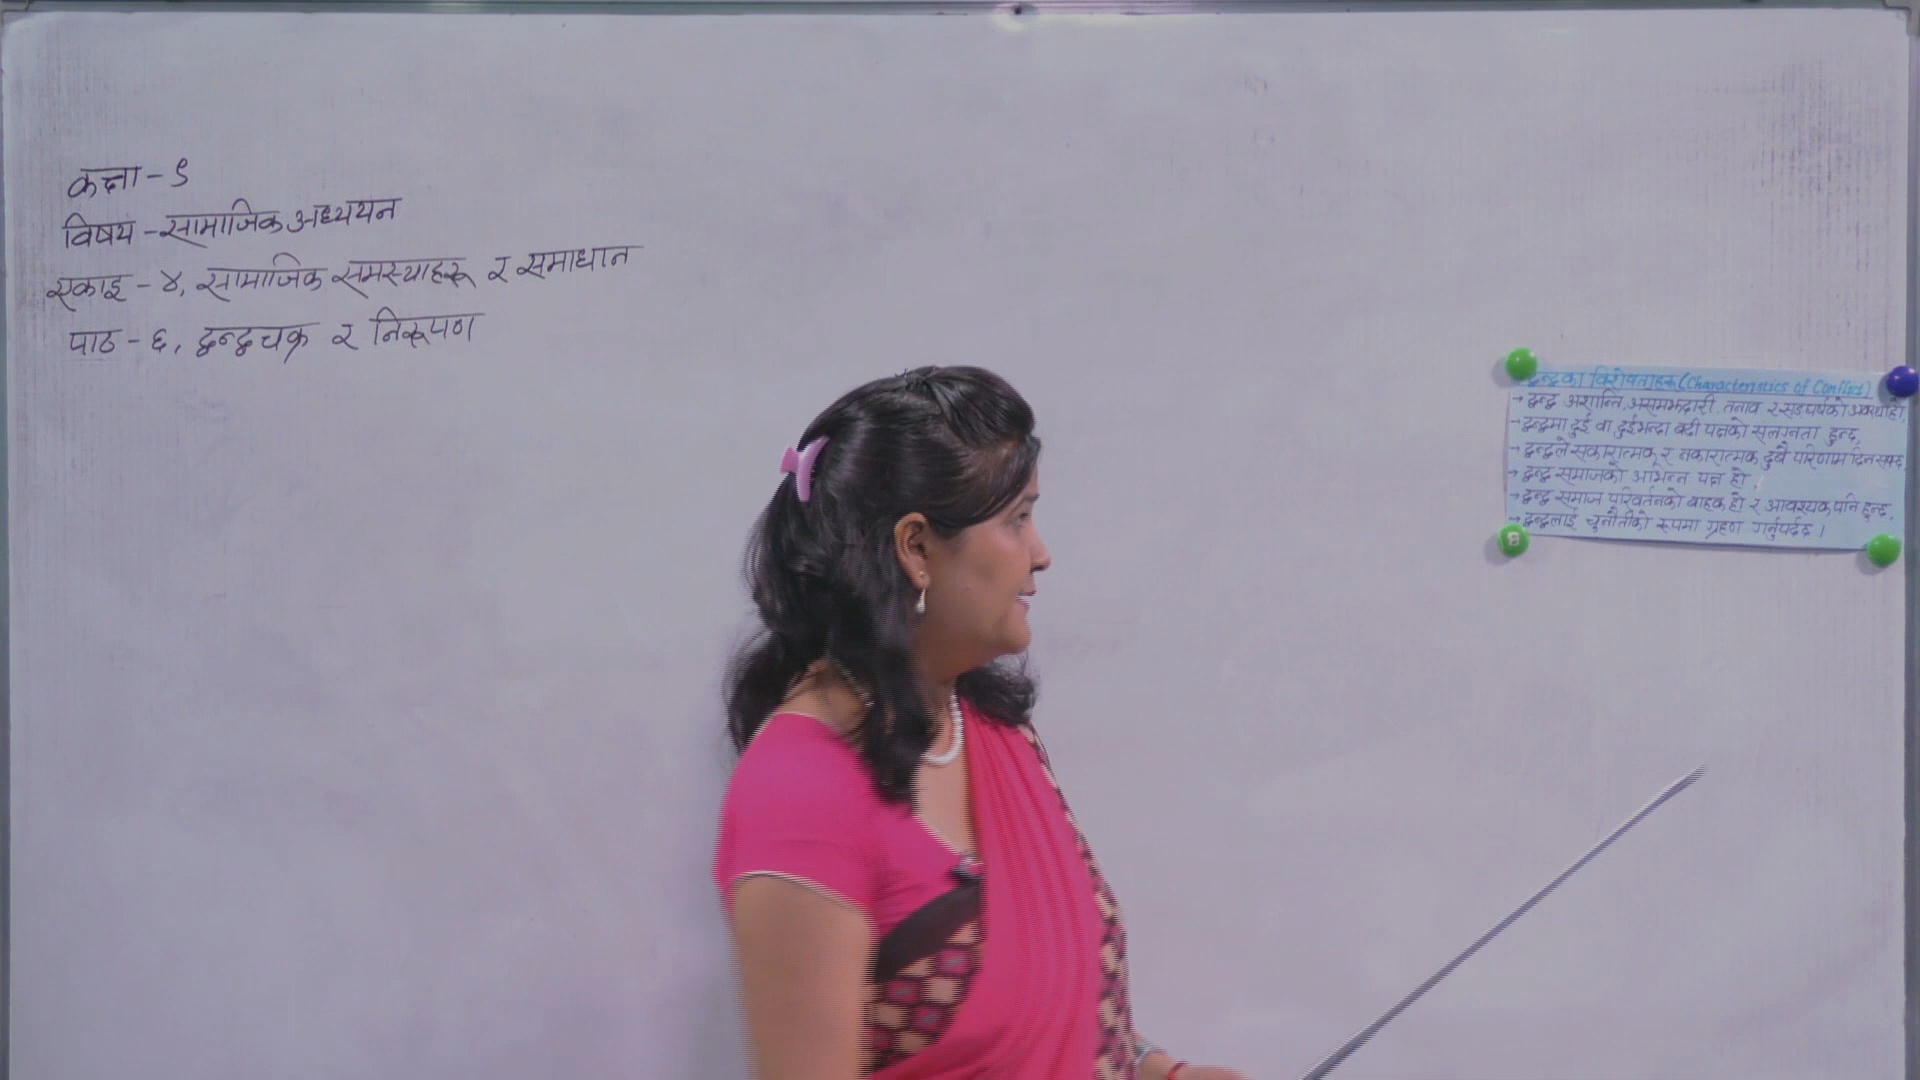 कक्षा - ९
विषय - सामाजिक अध्ययन
एकाइ - ४, सामाजिक समस्याहरू र समाधान
पाठ - ६, द्वन्द्वचक्र र निरूपण
द्वन्द्वका विशेषताहरू (Characteristics of Conflict)
→ द्वन्द्व अशान्ति, असमझदारी, तनाव र सङघर्षको अवस्था हो,
→ द्वन्द्वमा दुई वा दुईभन्दा बढी पक्षको संलग्नता हुन्छ,
→ द्वन्द्वले सकारात्मक र नकारात्मक दुबै परिणाम दिन सक्छ,
→ द्वन्द्व समाजको अभिन्न पक्ष हो,
→ द्वन्द्व समाज परिवर्तनको बाहक हो र आवश्यक पनि हुन्छ,
→ द्वन्द्वलाई चुनौतीको रूपमा ग्रहण गर्नुपर्दछ।